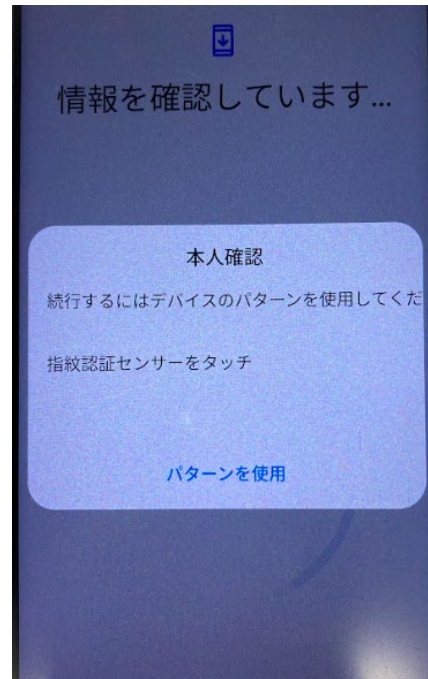 情報を確認しています...
本人確認
続行するにはデバイスのパターンを使用してくだ
指紋認証センサーをタッチ
パターンを使用